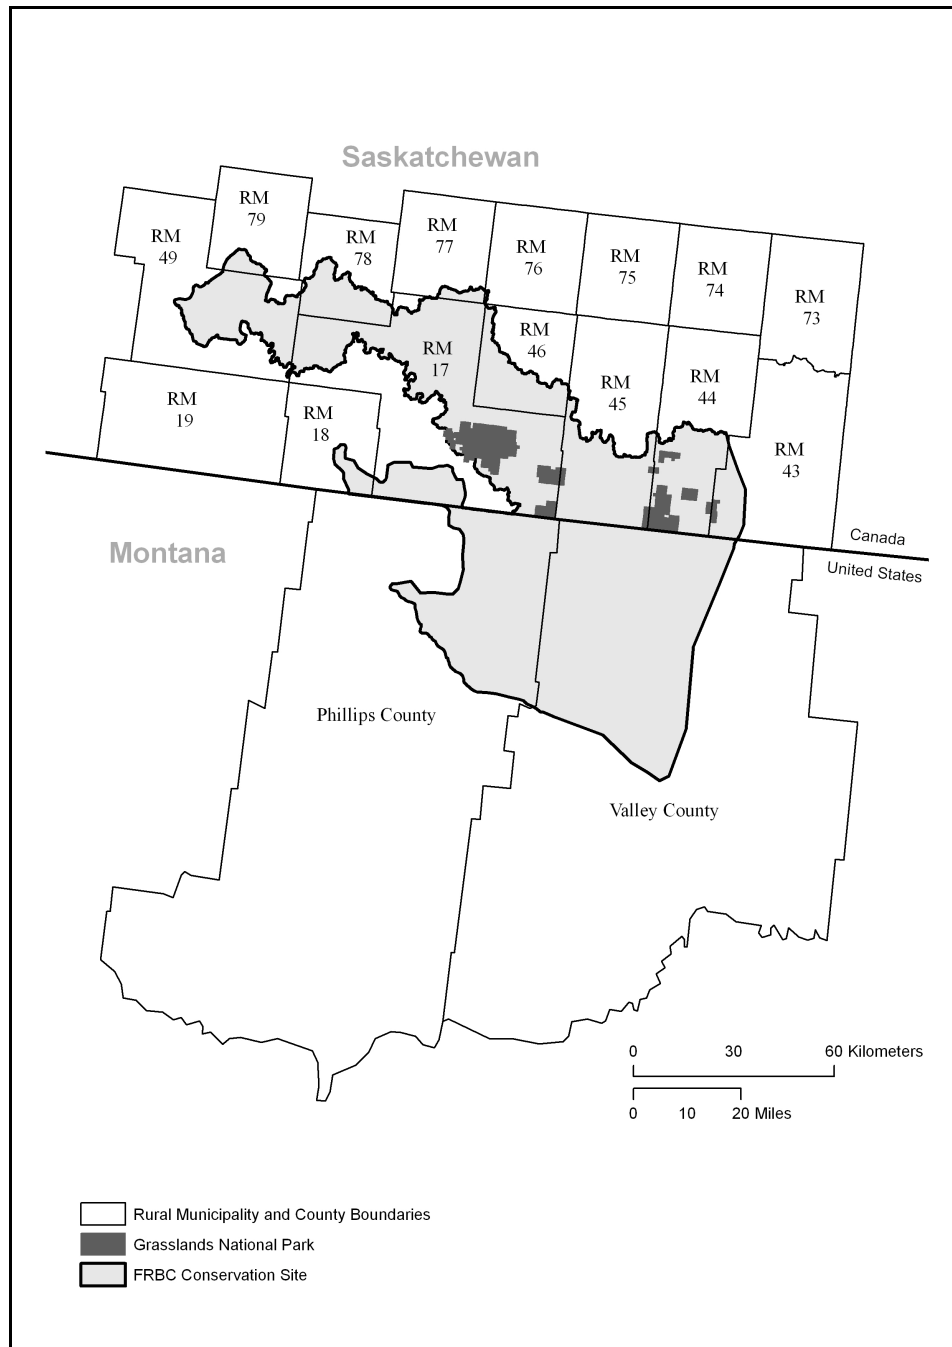 Saskatchewan
RM
79
RM
49
RM
78
RM
77
RM
76
RM
75
RM
74
RM
73
RM
46
RM
17
RM
45
RM
44
RM
19
RM
18
RM
43
Canada
United States
Montana
Phillips County
Valley County
0 30 60 Kilometers
0 10 20 Miles
Rural Municipality and County Boundaries
Grasslands National Park
FRBC Conservation Site